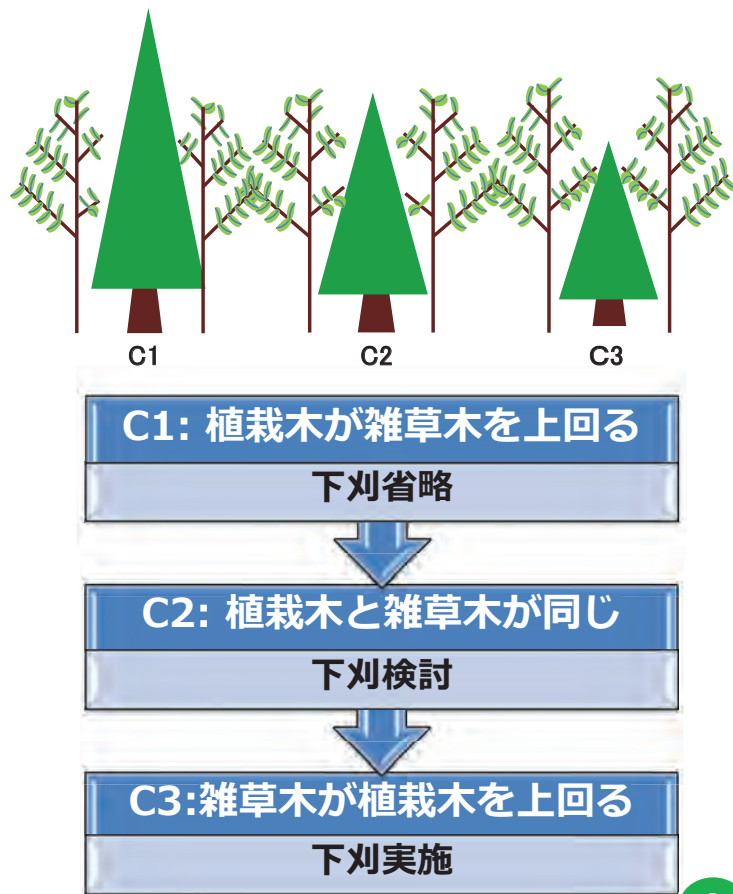 C1 C2 C3
C1: 植栽木が雑草木を上回る
下刈省略
C2: 植栽木と雑草木が同じ
下刈検討
C3:雑草木が植栽木を上回る
下刈実施